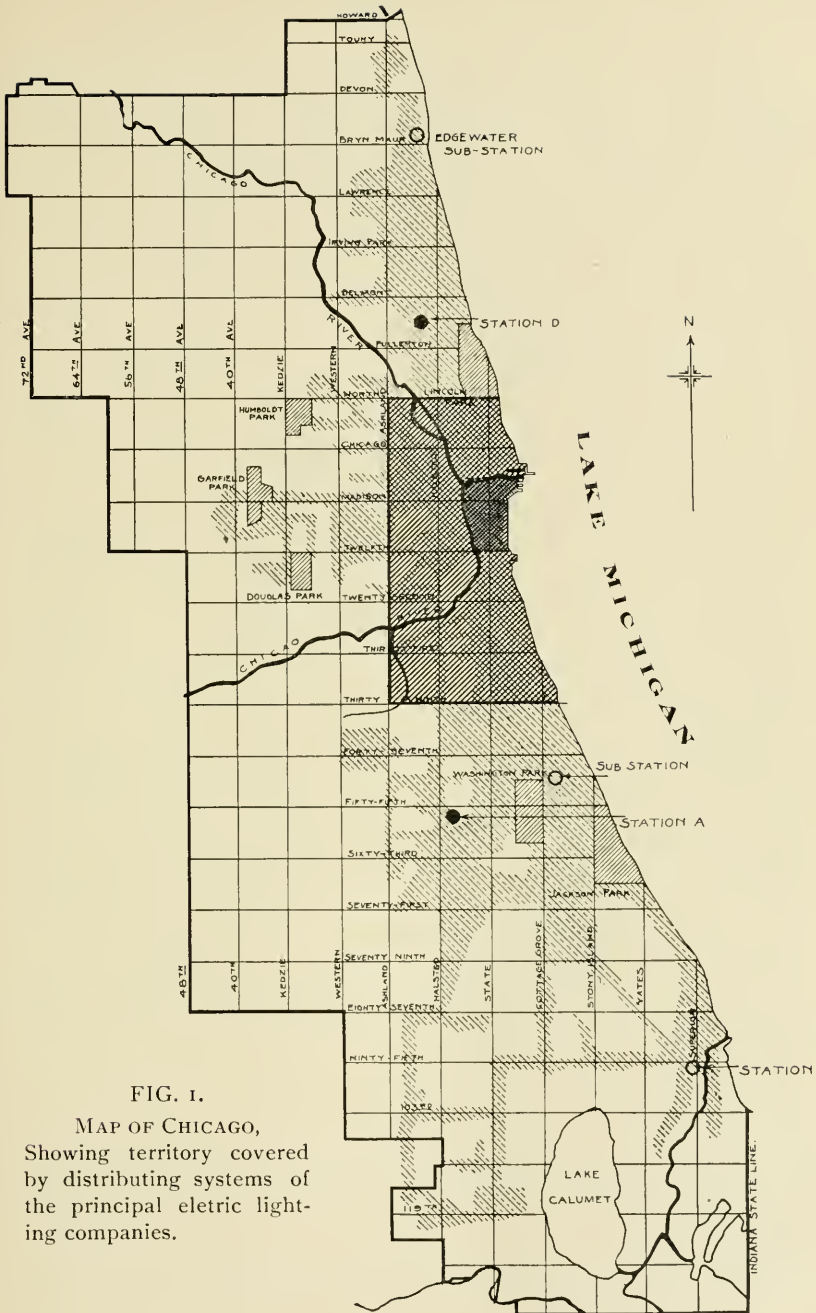 HOWARD
TOUHY
DEVON
BRYN MAUR
EDGEWATER
SUB-STATION
CHICAGO
LAWRENCE
IRVING PARK
BELMONT
RIVER
STATION D
FULLERTON
72ND AVE
64TH AVE
56TH AVE
48TH AVE
40TH AVE
KEDZIE
WESTERN
N
NORTH
ASHLAND
LINCOLN
PARK
HUMBOLDT
PARK
CHICAGO
GARFIELD
PARK
MADISON
LAKE MICHIGAN
TWELFTH
DOUGLAS PARK
TWENTY SECOND
RIVER
CHICAGO
THIRTY
FORTY-SEVENTH
WASHINGTON PARK
SUB STATION
FIFTY-FIFTH
STATION A
SIXTY-THIRD
JACKSON PARK
SEVENTY-FIRST
48TH
40TH
KEDZIE
WESTERN
SEVENTY NINTH
ASHLAND
HALSTED
STATE
COTTAGE GROVE
STONY ISLAND
YATES
EIGHTY SEVENTH
SUPERIOR
NINTY-FIFTH
STATION
103RD
LAKE
CALUMET
119TH
INDIANA STATE LINE.
FIG. 1.
MAP OF CHICAGO,
Showing territory covered
by distributing systems of
the principal eletric light-
ing companies.